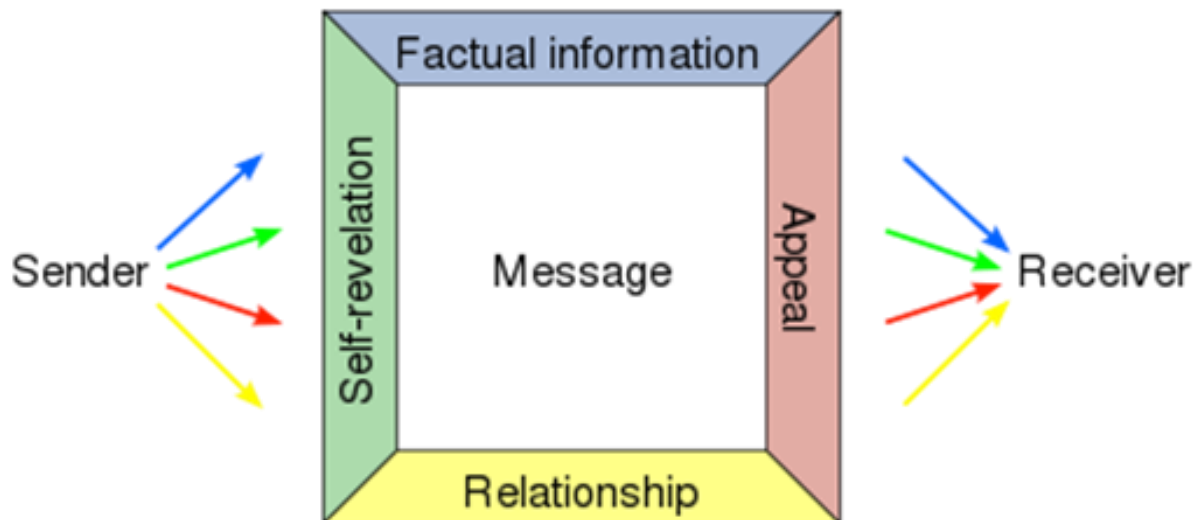 Factual information
Sender
Self-revelation
Message
Appeal
Receiver
Relationship